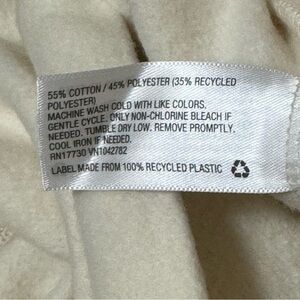 55% COTTON / 45% POLYESTER (35% RECYCLED
POLYESTER)
MACHINE WASH COLD WITH LIKE COLORS.
GENTLE CYCLE. ONLY NON-CHLORINE BLEACH IF
NEEDED. TUMBLE DRY LOW. REMOVE PROMPTLY.
COOL IRON IF NEEDED.
RN17730 VN1042782
LABEL MADE FROM 100% RECYCLED PLASTIC